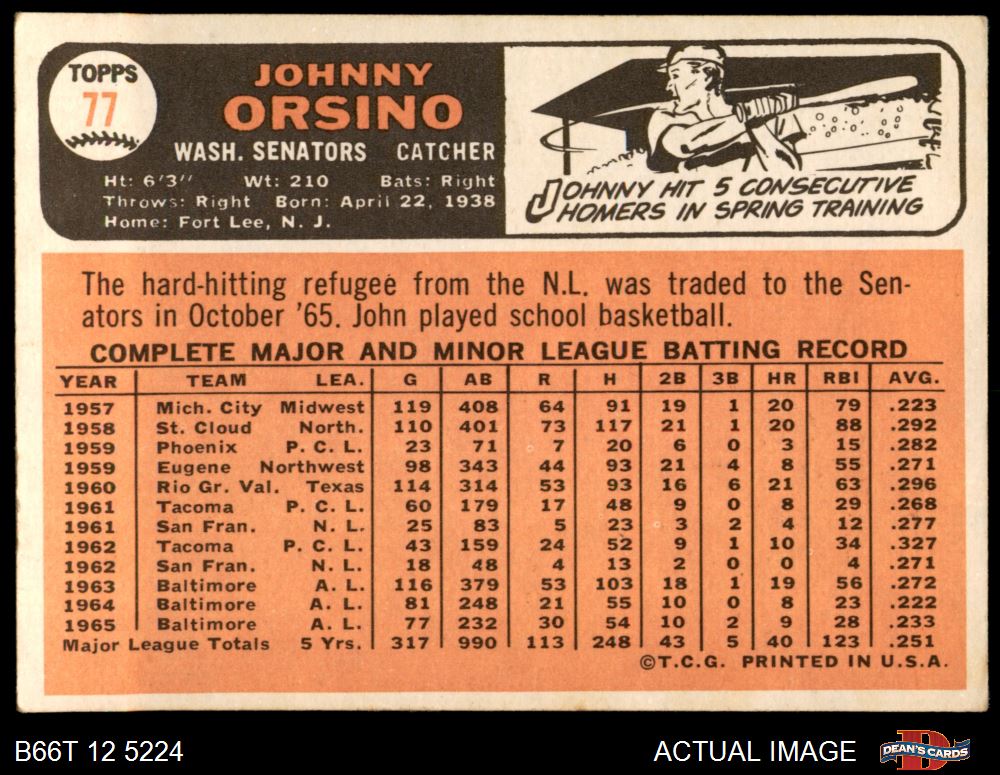 TOPPS
77
JOHNNY
ORSINO
WASH. SENATORS CATCHER
Ht: 6'3" Wt: 210 Bats: Right
Throws: Right Born: April 22, 1938
Home: Fort Lee, N. J.
JOHNNY HIT 5 CONSECUTIVE
HOMERS IN SPRING TRAINING
The hard-hitting refugee from the N.L. was traded to the Sen-
ators in October '65. John played school basketball.
COMPLETE MAJOR AND MINOR LEAGUE BATTING RECORD
YEAR TEAM LEA. G AB R H 2B 3B HR RBI AVG.
1957 Mich. City Midwest 119 408 64 91 19 1 20 79 .223
1958 St. Cloud North. 110 401 73 117 21 1 20 88 .292
1959 Phoenix P. C. L. 23 71 7 20 6 0 3 15 .282
1959 Eugene Northwest 98 343 44 93 21 4 8 55 .271
1960 Rio Gr. Val. Texas 114 314 53 93 16 6 21 63 .296
1961 Tacoma P. C. L. 60 179 17 48 9 0 8 29 .268
1961 San Fran. N. L. 25 83 5 23 3 2 4 12 .277
1962 Tacoma P. C. L. 43 159 24 52 9 1 10 34 .327
1962 San Fran. N. L. 18 48 4 13 2 0 0 4 .271
1963 Baltimore A. L. 116 379 53 103 18 1 19 56 .272
1964 Baltimore A. L. 81 248 21 55 10 0 8 23 .222
1965 Baltimore A. L. 77 232 30 54 10 2 9 28 .233
Major League Totals 5 Yrs. 317 990 113 248 43 5 40 123 .251
©T.C.G. PRINTED IN U.S.A.
B66T 12 5224
ACTUAL IMAGE
DEAN'S CARDS